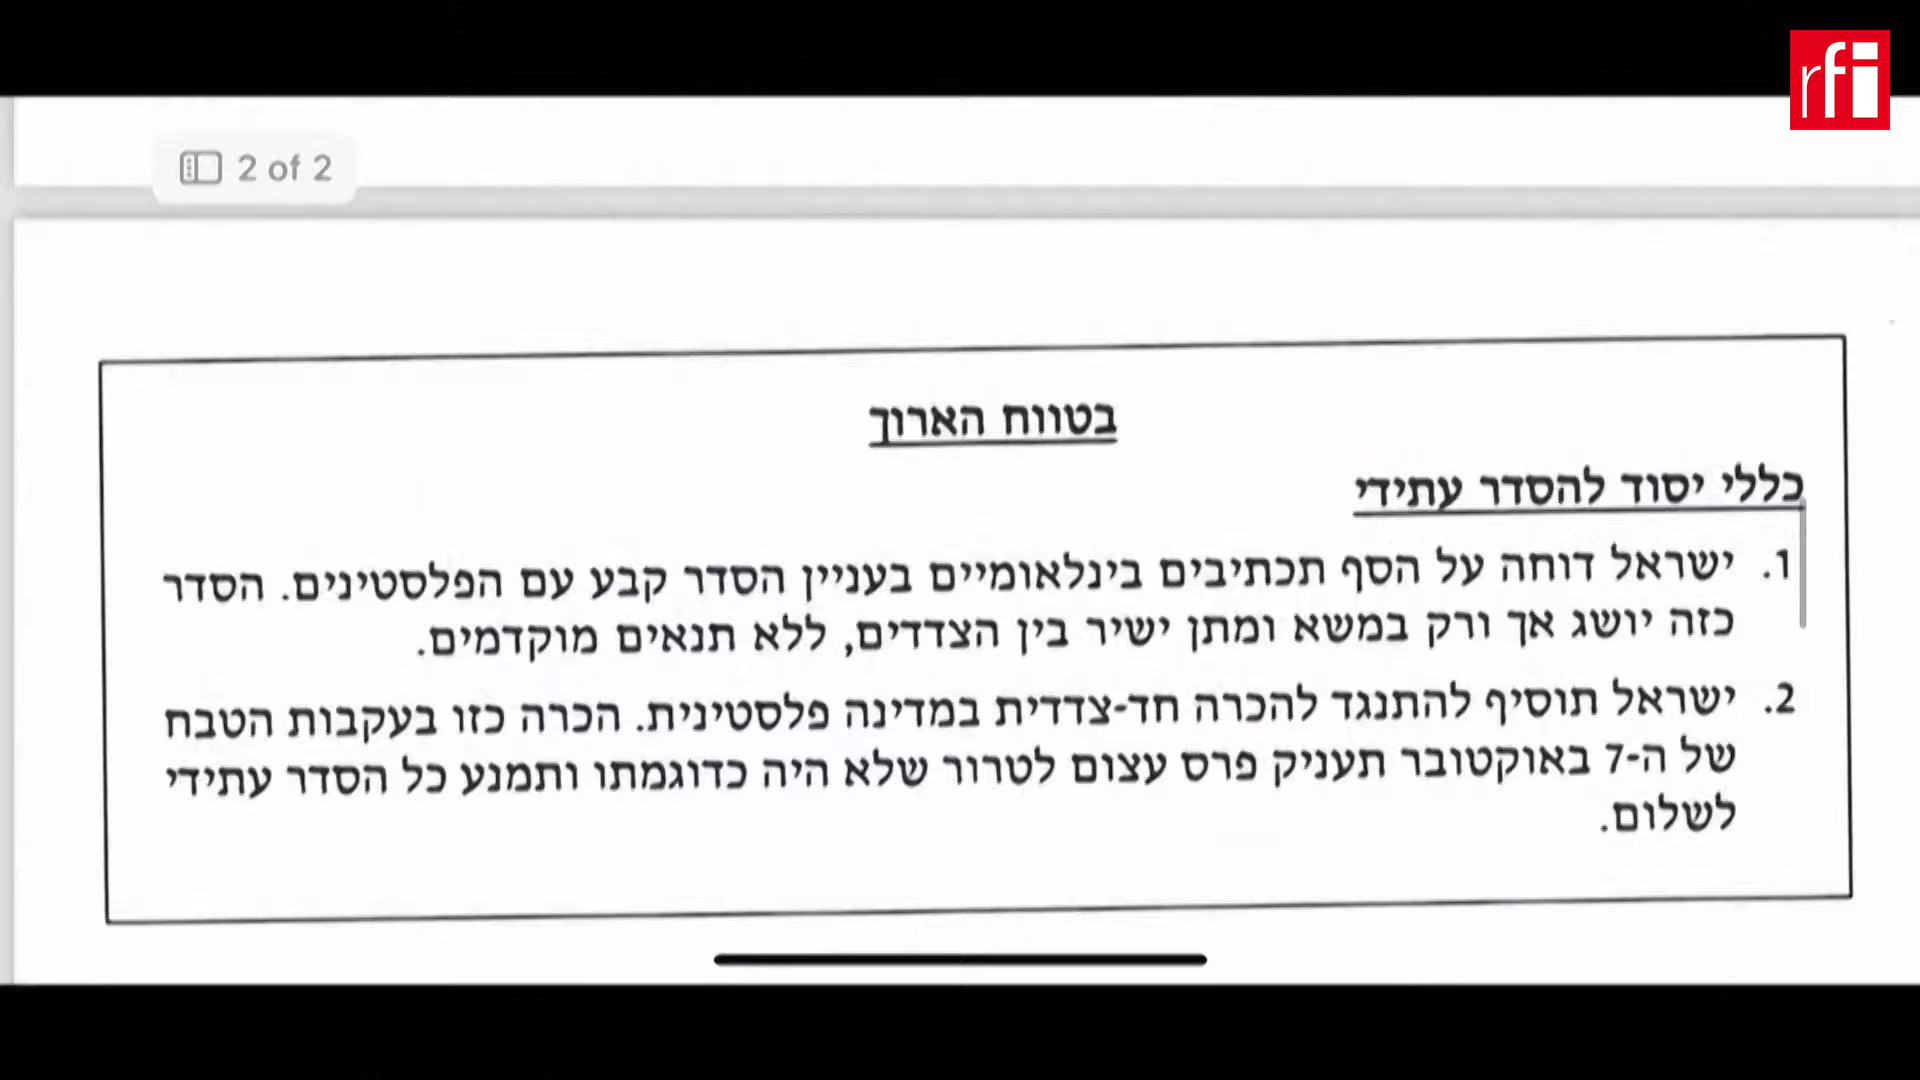 rfi
2 of 2
בטווח הארוך
כללי יסוד להסדר עתידי
1. ישראל דוחה על הסף תכתיבים בינלאומיים בעניין הסדר קבע עם הפלסטינים. הסדר
כזה יושג אך ורק במשא ומתן ישיר בין הצדדים, ללא תנאים מוקדמים.
2. ישראל תוסיף להתנגד להכרה חד-צדדית במדינה פלסטינית. הכרה כזו בעקבות הטבח
של ה-7 באוקטובר תעניק פרס עצום לטרור שלא היה כדוגמתו ותמנע כל הסדר עתידי
לשלום.